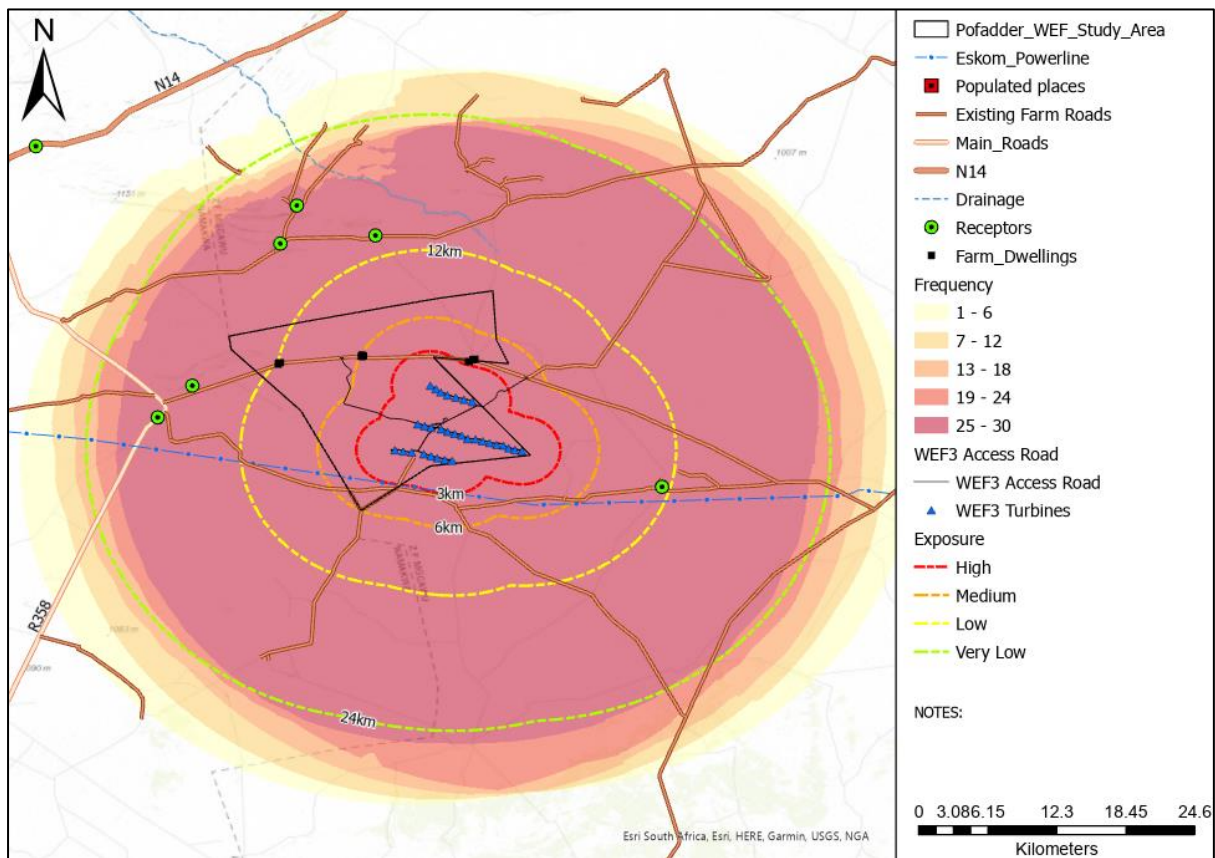 N
N14
1007 m
12km
3km
6km
24km
R358
Esri South Africa, Esri, HERE, Garmin, USGS, NGA
Pofadder_WEF_Study_Area
Eskom_Powerline
Populated places
Existing Farm Roads
Main_Roads
N14
Drainage
Receptors
Farm_Dwellings
Frequency
1 - 6
7 - 12
13 - 18
19 - 24
25 - 30
WEF3 Access Road
WEF3 Access Road
WEF3 Turbines
Exposure
High
Medium
Low
Very Low
NOTES:
0 3.086.15 12.3 18.45 24.6
Kilometers